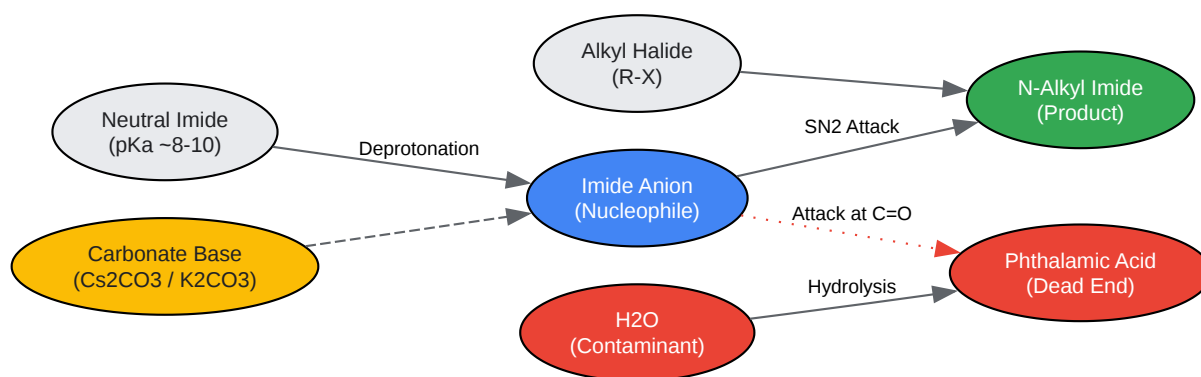 Alkyl Halide
(R-X)
N-Alkyl Imide
(Product)
Neutral Imide
(pKa ~8-10)
Deprotonation
SN2 Attack
Imide Anion
(Nucleophile)
Attack at C=O
Carbonate Base
(Cs2CO3 / K2CO3)
Phthalamic Acid
(Dead End)
Hydrolysis
H2O
(Contaminant)